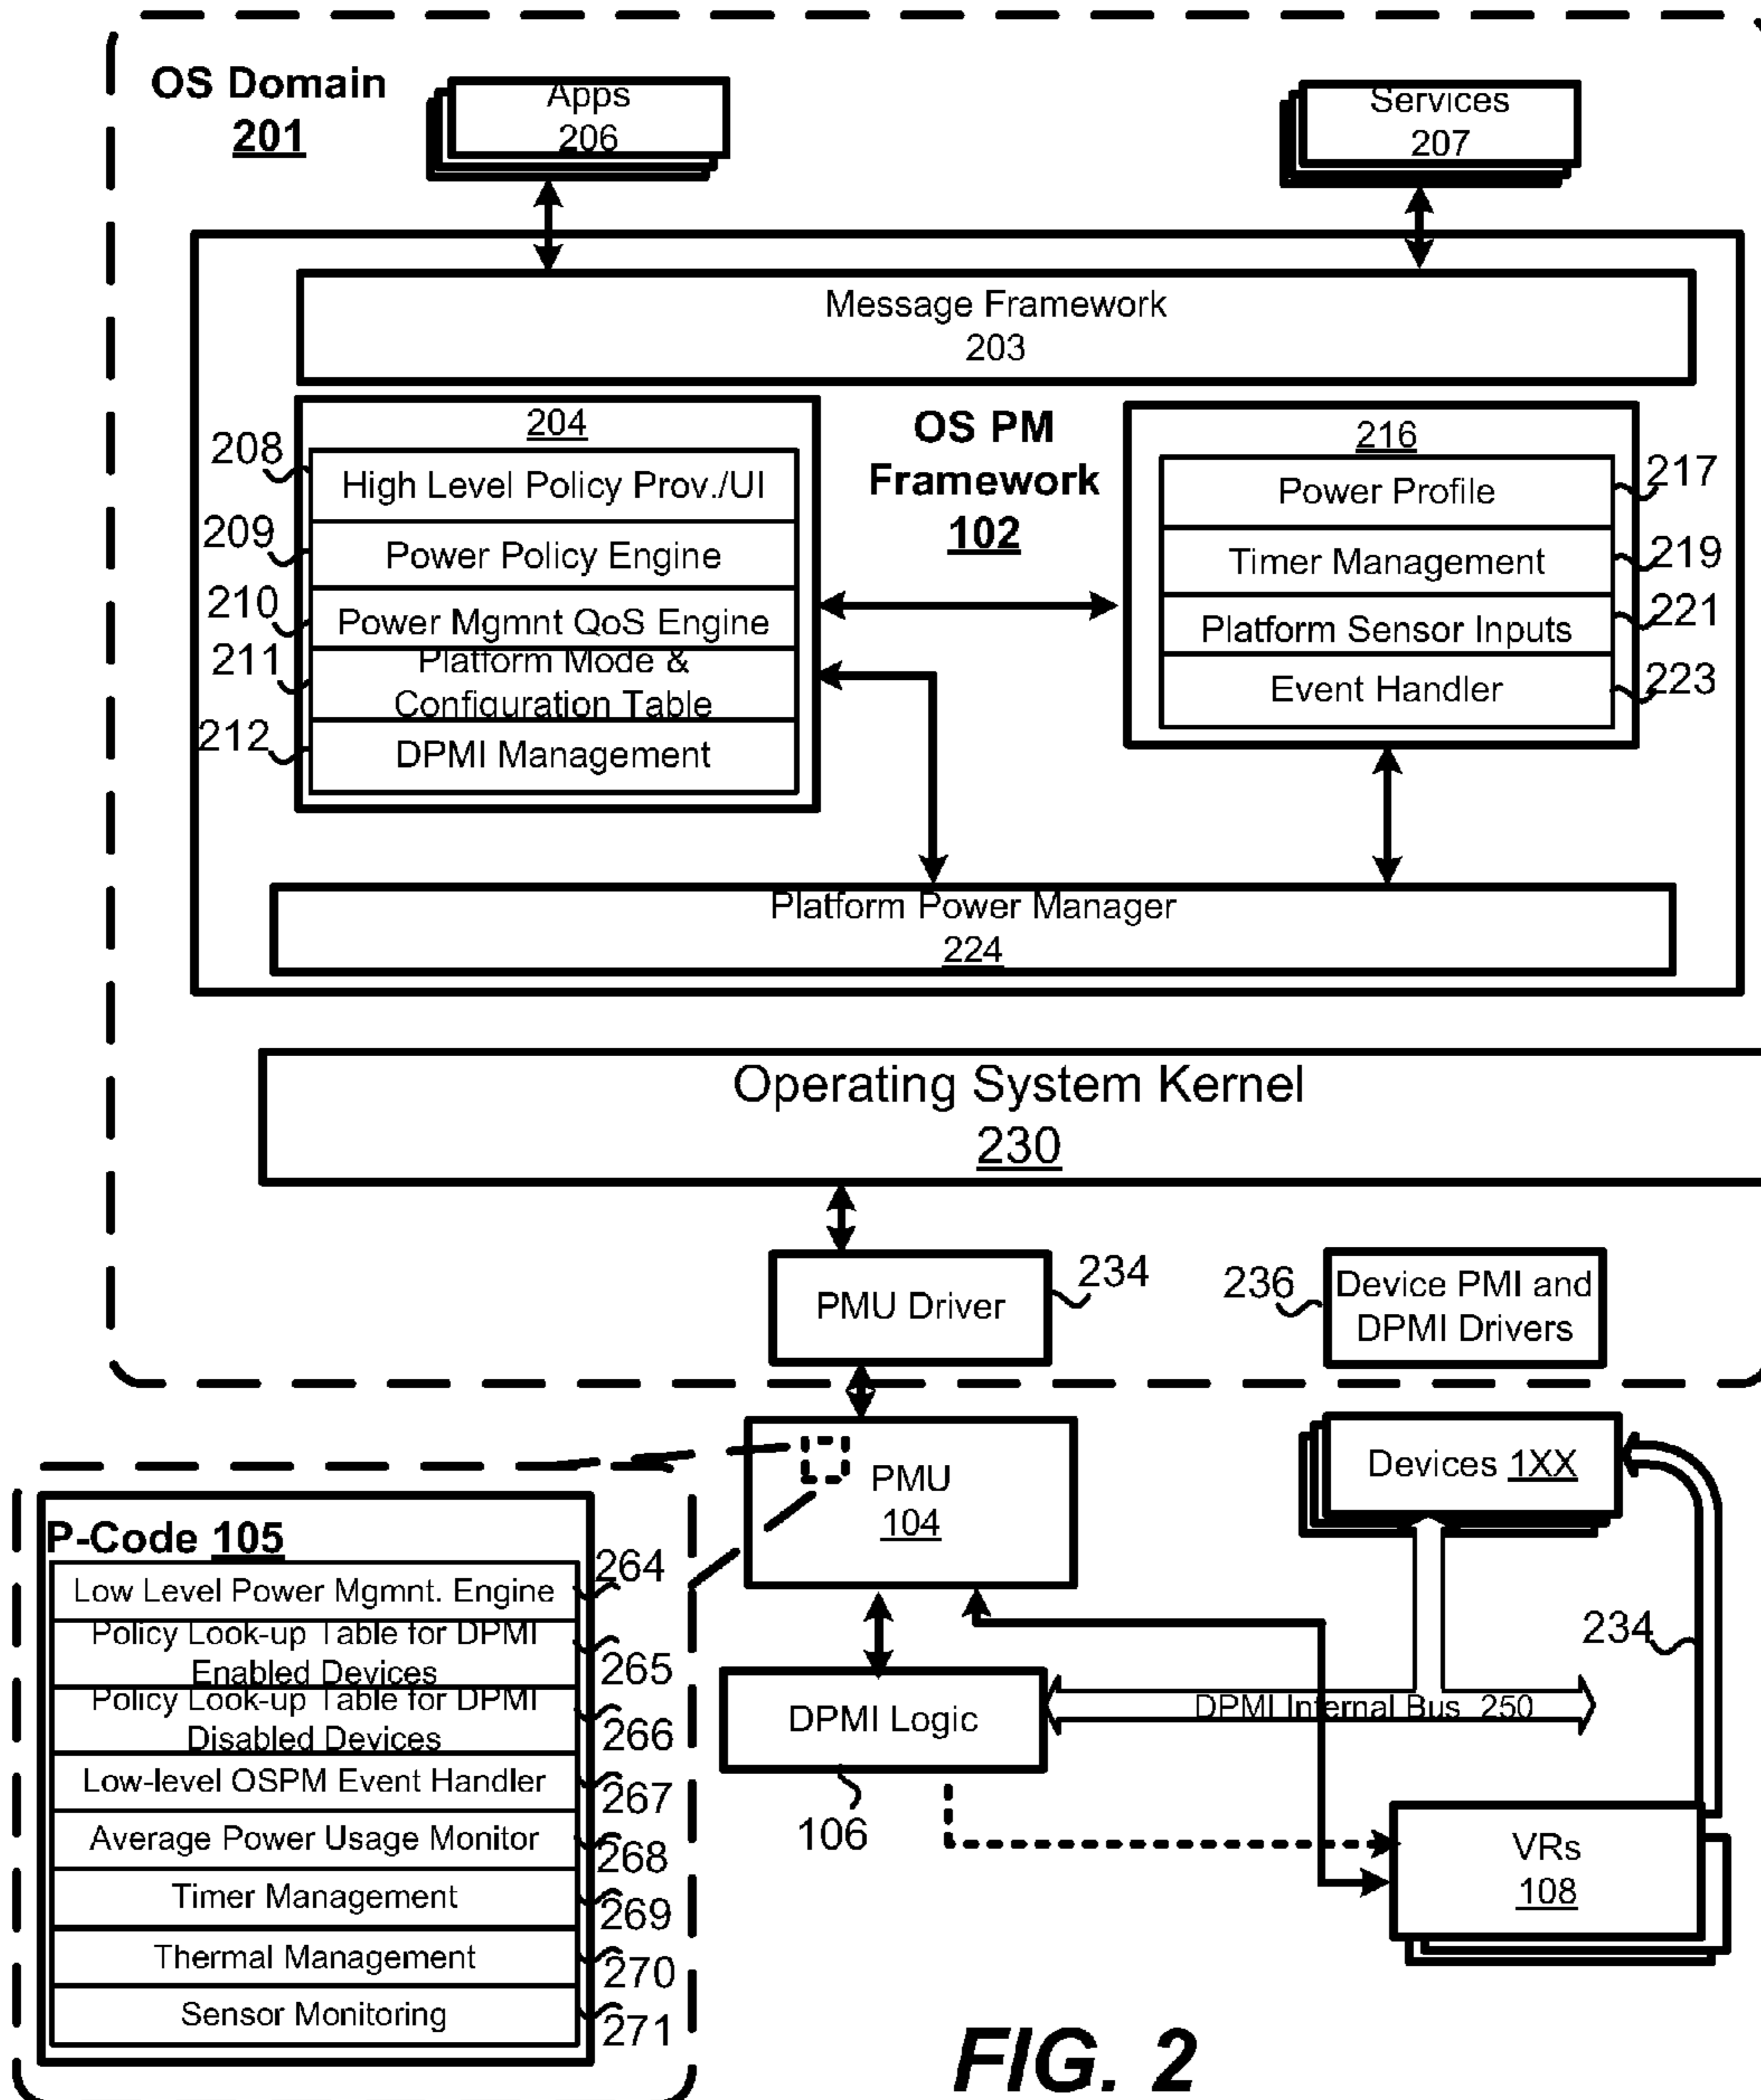 OS Domain
201
Apps
206
Services
207
Message Framework
203
204
208
High Level Policy Prov./UI
209
Power Policy Engine
210
Power Mgmnt QoS Engine
211
Platform Mode &
Configuration Table
212
DPMI Management
OS PM
Framework
102
216
Power Profile
217
Timer Management
219
Platform Sensor Inputs
221
Event Handler
223
Platform Power Manager
224
Operating System Kernel
230
PMU Driver
234
236
Device PMI and
DPMI Drivers
PMU
104
Devices 1XX
P-Code 105
Low Level Power Mgmnt. Engine
264
Policy Look-up Table for DPMI
Enabled Devices
265
Policy Look-up Table for DPMI
Disabled Devices
266
Low-level OSPM Event Handler
267
Average Power Usage Monitor
268
Timer Management
269
Thermal Management
270
Sensor Monitoring
271
234
DPMI Logic
106
DPMI Internal Bus 250
VRs
108
FIG. 2